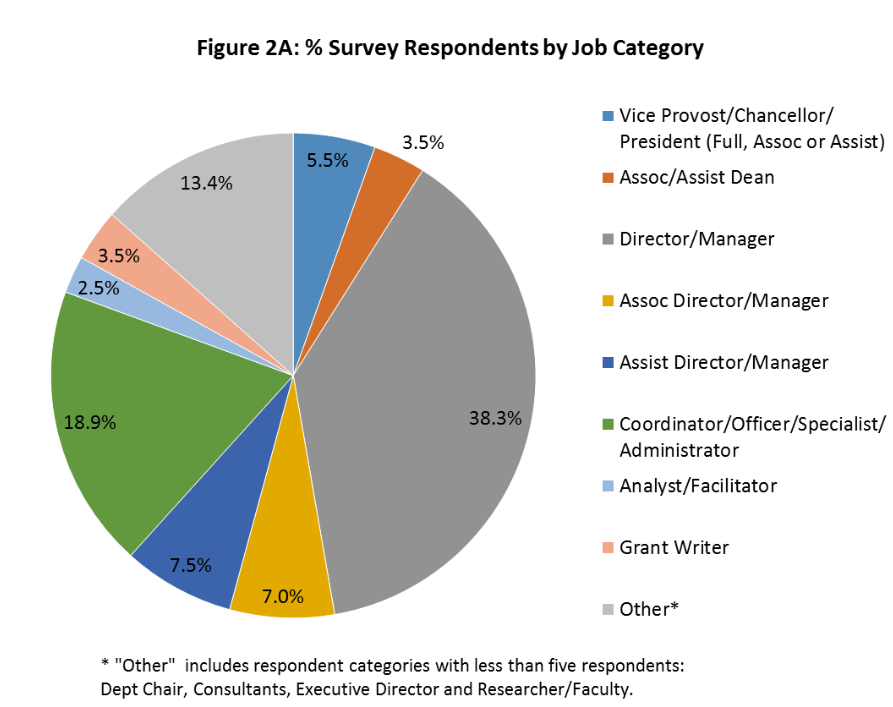 Figure 2A: % Survey Respondents by Job Category
5.5%
3.5%
38.3%
7.0%
7.5%
18.9%
2.5%
3.5%
13.4%
Vice Provost/Chancellor/
President (Full, Assoc or Assist)
Assoc/Assist Dean
Director/Manager
Assoc Director/Manager
Assist Director/Manager
Coordinator/Officer/Specialist/
Administrator
Analyst/Facilitator
Grant Writer
Other*
* "Other"  includes respondent categories with less than five respondents:
Dept Chair, Consultants, Executive Director and Researcher/Faculty.